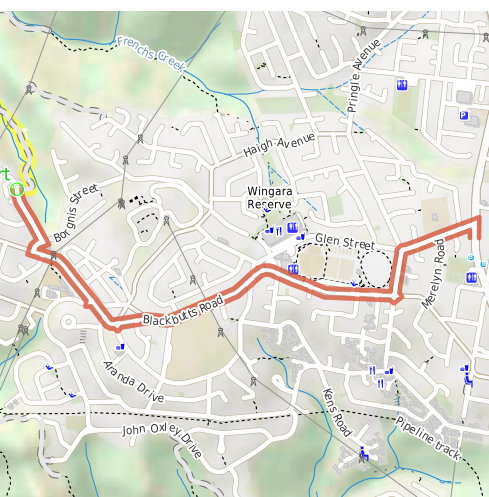 Frenchs Creek
Pringle Avenue
P
Haigh Avenue
rt
Borgnis Street
Wingara
Reserve
Glen Street
Merelyn Road
Blackbutts Road
Aranda Drive
Kens Road
John Oxley Drive
Pipeline track